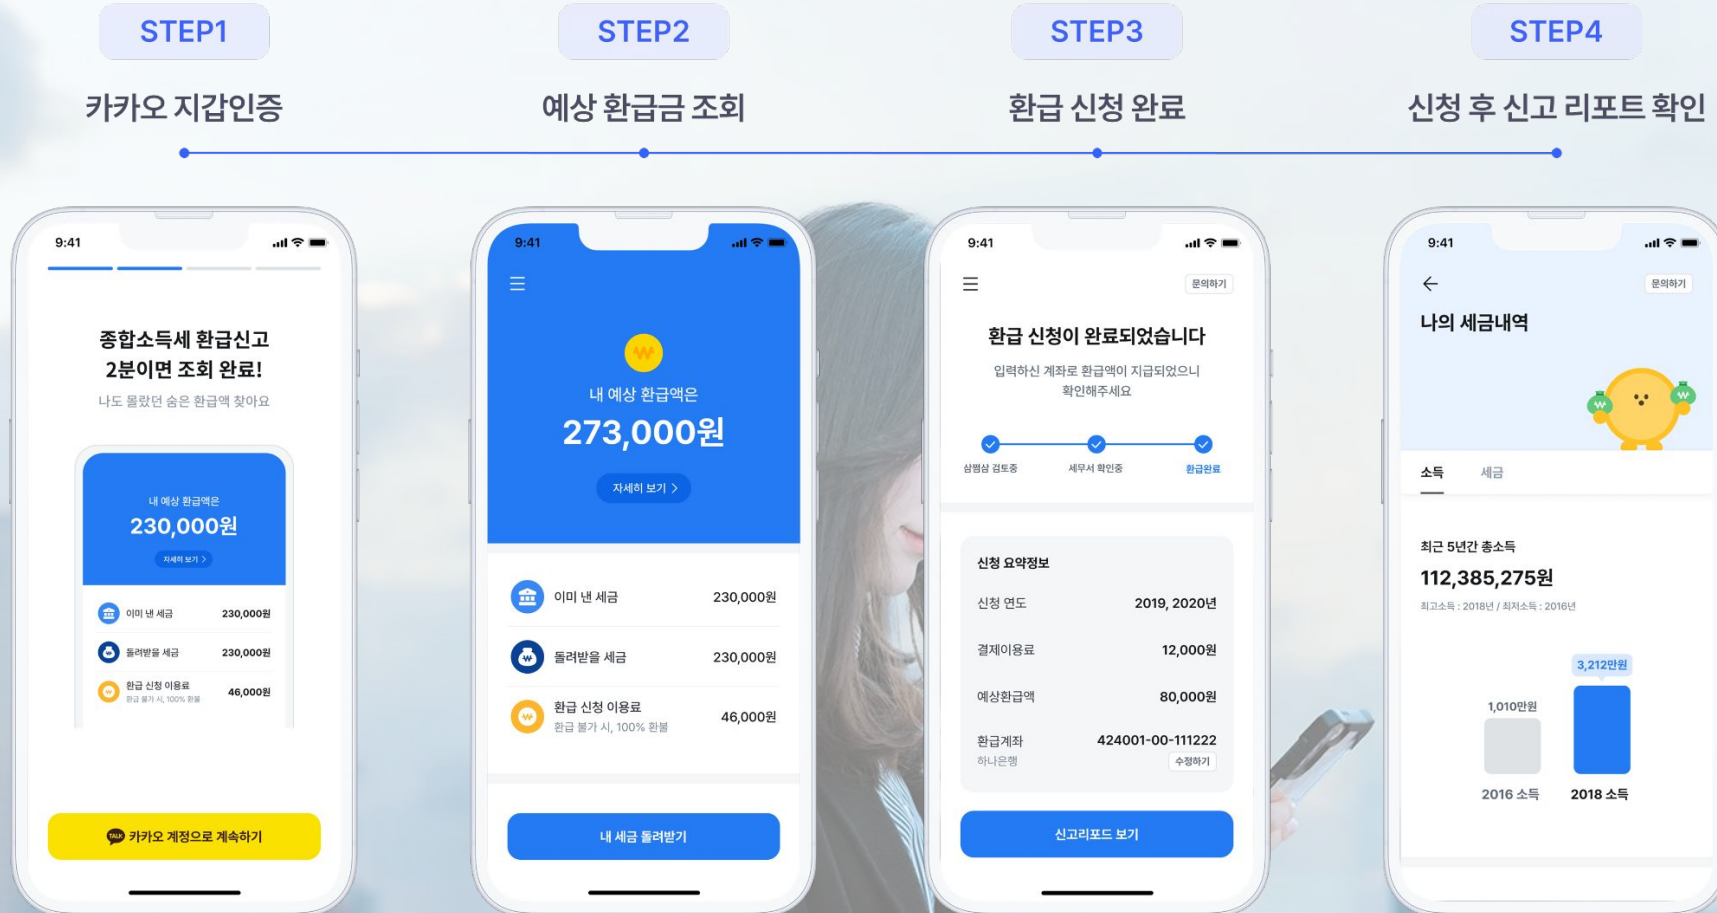 STEP1
카카오 지갑인증
9:41
종합소득세 환급신고
2분이면 조회 완료!
나도 몰랐던 숨은 환급액 찾아요
내 예상 환급액은
230,000원
자세히 보기 >
이미 낸 세금 230,000원
돌려받을 세금 230,000원
환급 신청 이용료 46,000원
환급 불가 시, 100% 환불
TALK 카카오 계정으로 계속하기
STEP2
예상 환급금 조회
9:41
내 예상 환급액은
273,000원
자세히 보기 >
이미 낸 세금 230,000원
돌려받을 세금 230,000원
환급 신청 이용료 46,000원
환급 불가 시, 100% 환불
내 세금 돌려받기
STEP3
환급 신청 완료
9:41
문의하기
환급 신청이 완료되었습니다
입력하신 계좌로 환급액이 지급되었으니
확인해주세요
삼쩜삼 검토중 세무서 확인중 환급완료
신청 요약정보
신청 연도 2019, 2020년
결제이용료 12,000원
예상환급액 80,000원
환급계좌 424001-00-111222
하나은행 수정하기
신고리포드 보기
STEP4
신청 후 신고 리포트 확인
9:41
문의하기
나의 세금내역
소득 세금
최근 5년간 총소득
112,385,275원
최고소득 : 2018년 / 최저소득 : 2016년
3,212만원
1,010만원
2016 소득 2018 소득